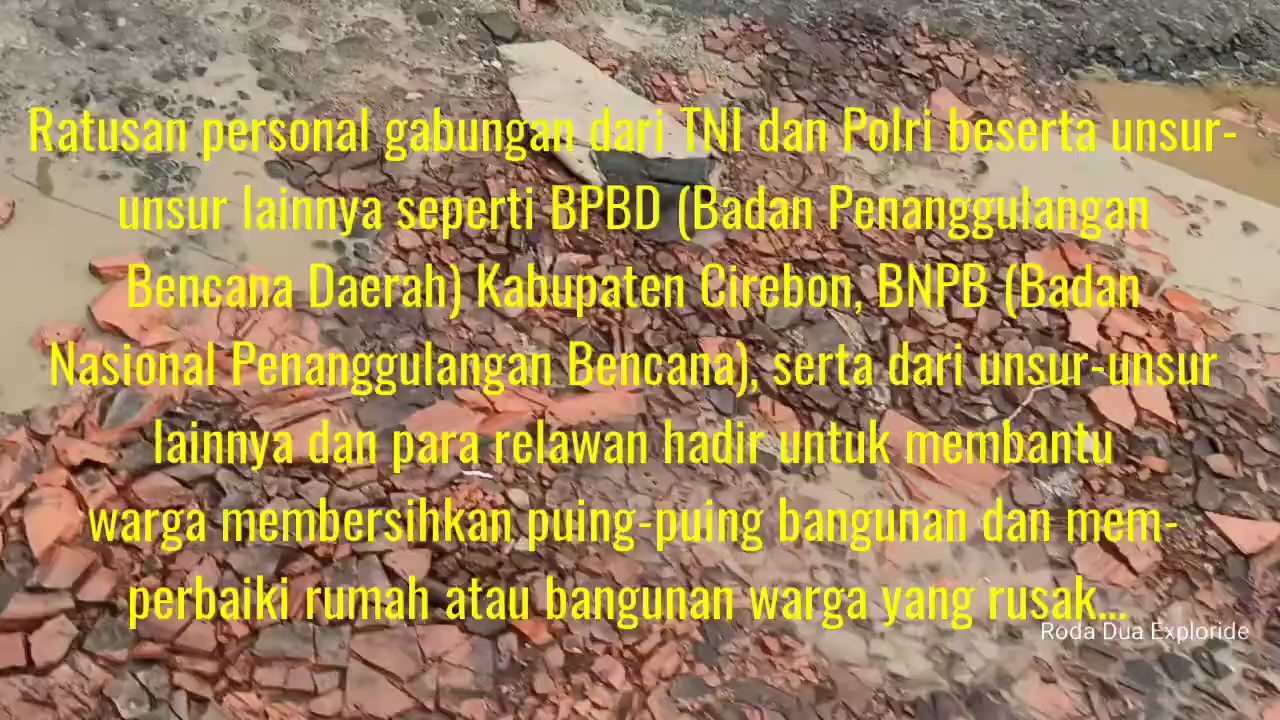 Ratusan personal gabungan dari TNI dan Polri beserta unsur-
unsur lainnya seperti BPBD (Badan Penanggulangan
Bencana Daerah) Kabupaten Cirebon, BNPB (Badan
Nasional Penanggulangan Bencana), serta dari unsur-unsur
lainnya dan para relawan hadir untuk membantu
warga membersihkan puing-puing bangunan dan mem-
perbaiki rumah atau bangunan warga yang rusak...
Roda Dua Exploride